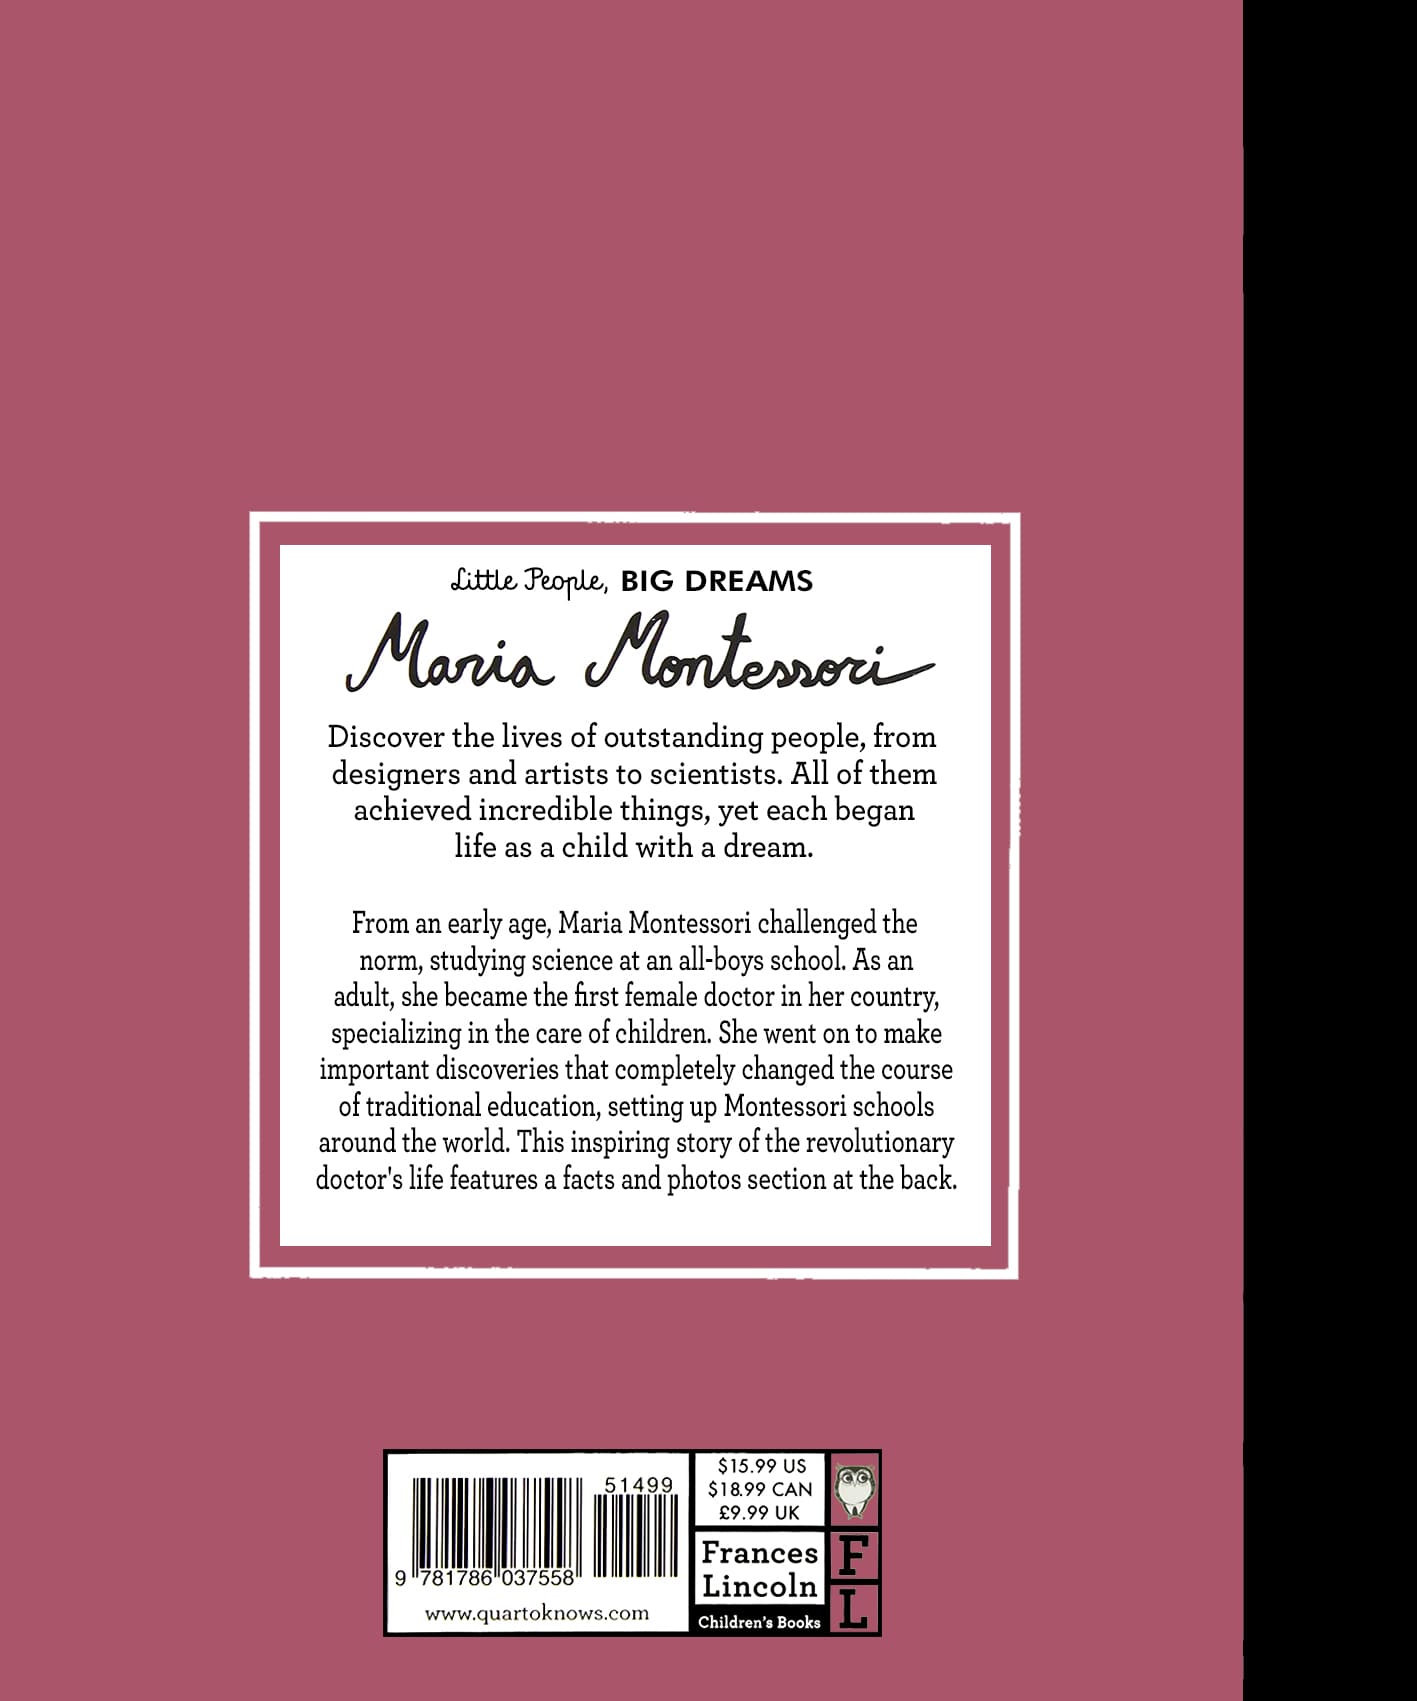 Little People, BIG DREAMS
Maria Montessori
Discover the lives of outstanding people, from
designers and artists to scientists. All of them
achieved incredible things, yet each began
life as a child with a dream.
From an early age, Maria Montessori challenged the
norm, studying science at an all-boys school. As an
adult, she became the first female doctor in her country,
specializing in the care of children. She went on to make
important discoveries that completely changed the course
of traditional education, setting up Montessori schools
around the world. This inspiring story of the revolutionary
doctor's life features a facts and photos section at the back.
51499
9 781786 037558
www.quartoknows.com
$15.99 US
$18.99 CAN
£9.99 UK
Frances
Lincoln
Children's Books
F
L